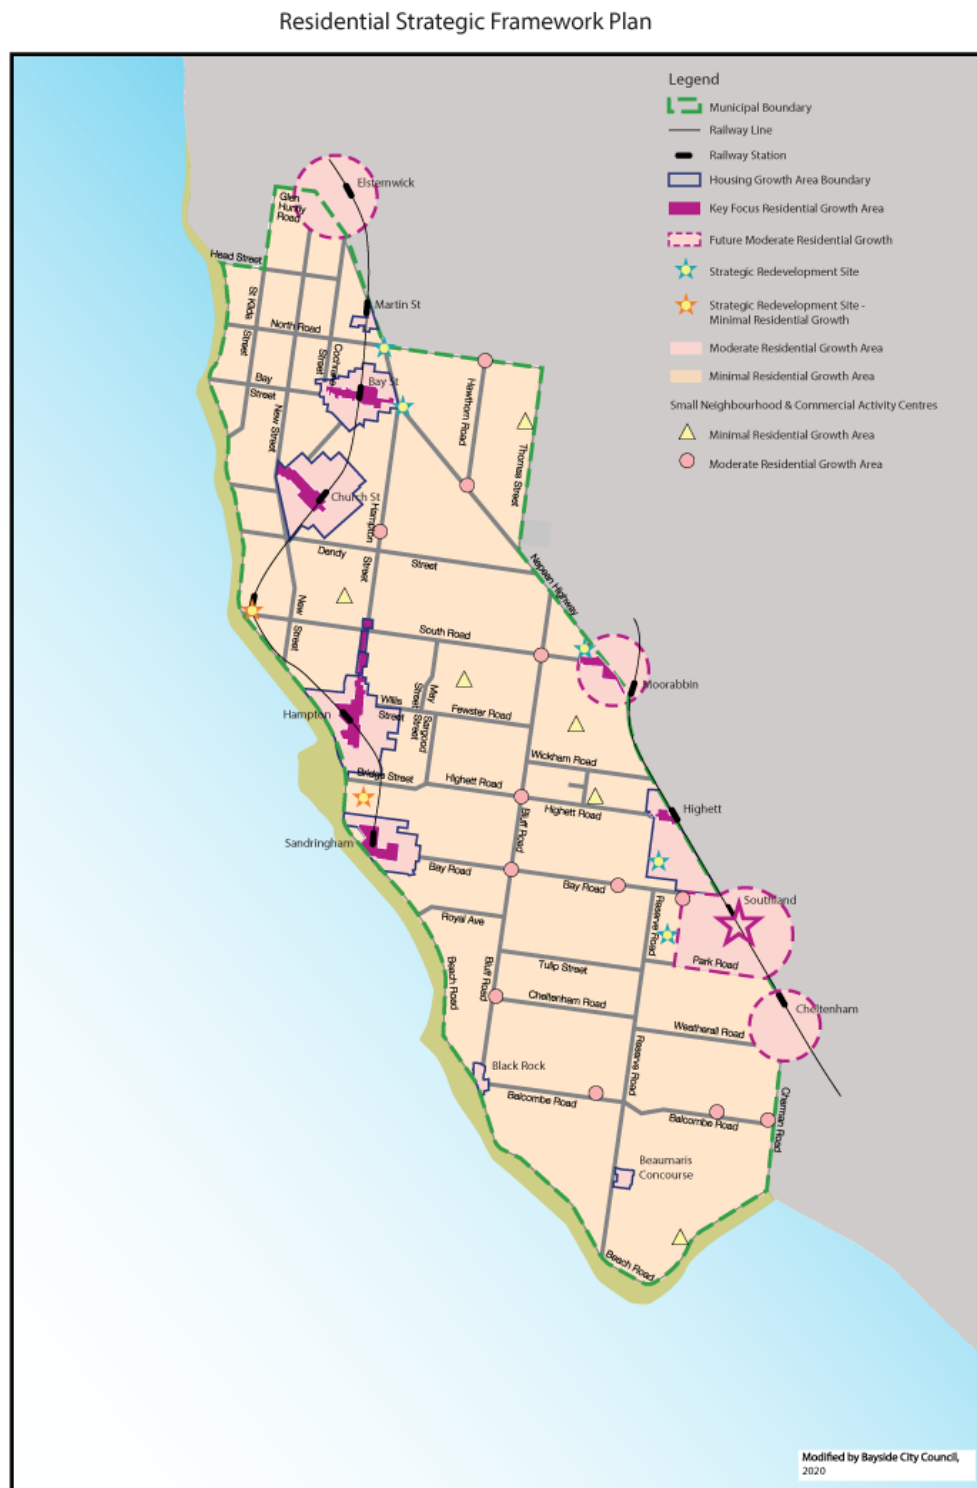 Residential Strategic Framework Plan
Legend
Municipal Boundary
Railway Line
Railway Station
Housing Growth Area Boundary
Key Focus Residential Growth Area
Future Moderate Residential Growth
Strategic Redevelopment Site
Strategic Redevelopment Site -
Minimal Residential Growth
Moderate Residential Growth Area
Minimal Residential Growth Area
Small Neighbourhood & Commercial Activity Centres
Minimal Residential Growth Area
Moderate Residential Growth Area
Elsternwick
Glen
Huntly
Road
Head Street
St Kilda
Street
Martin St
North Road
Cochrane
Street
Bay
Street
Bay St
New Street
Hawthorn Road
Thomas Street
Church St
Hampton
Street
Dendy
Street
Nepean Highway
New
Street
South Road
Moorabbin
Hampton
Willis
Street
May
Street
Sargood
Street
Fewster Road
Wickham Road
Bridge Street
Highett Road
Highett Road
Highett
Bluff Road
Sandringham
Bay Road
Bay Road
Southland
Reserve Road
Royal Ave
Park Road
Tulip Street
Beach Road
Bluff Road
Cheltenham Road
Cheltenham
Weatherall Road
Reserve Road
Black Rock
Balcombe Road
Balcombe Road
Charman Road
Beaumaris
Concourse
Beach Road
Modified by Bayside City Council,
2020